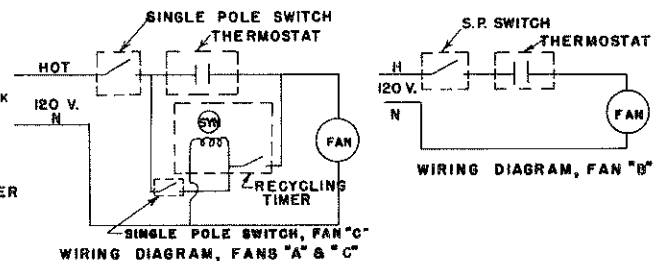 SINGLE POLE SWITCH
THERMOSTAT
HOT
K
120 V.
N
SYN
FAN
ER
RECYCLING
TIMER
SINGLE POLE SWITCH, FAN "C"
WIRING DIAGRAM, FANS "A" & "C"
S.P. SWITCH
THERMOSTAT
H
120 V.
N
FAN
WIRING DIAGRAM, FAN "B"